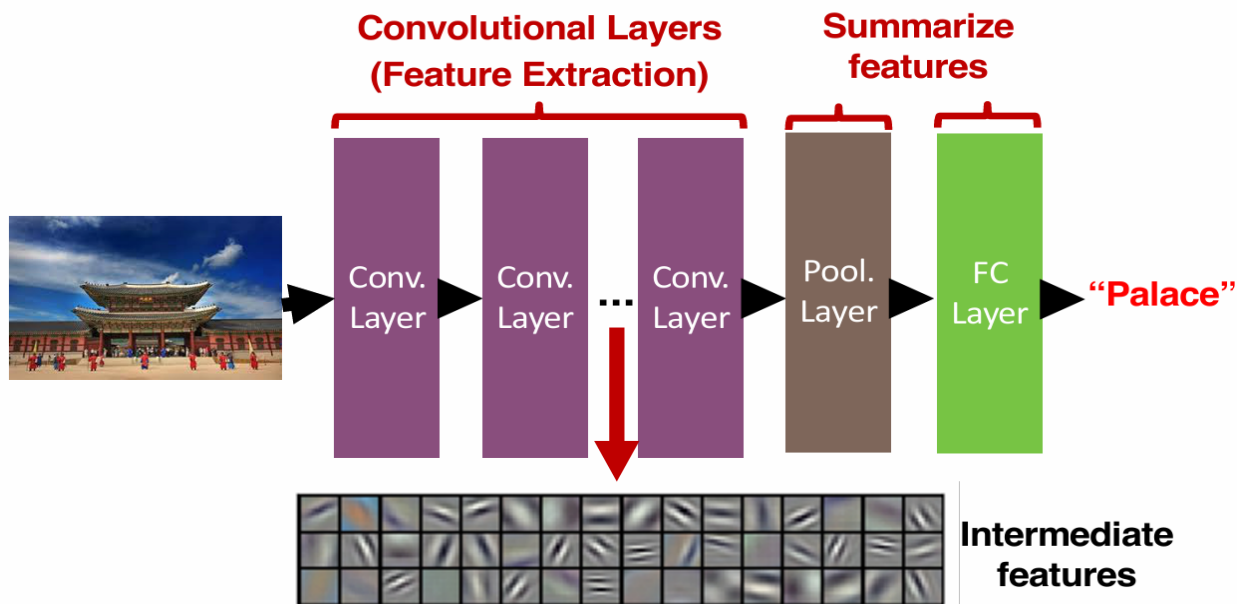 Convolutional Layers
(Feature Extraction)
Summarize
features
Conv.
Layer
Conv.
Layer
...
Conv.
Layer
Pool.
Layer
FC
Layer
“Palace”
Intermediate
features